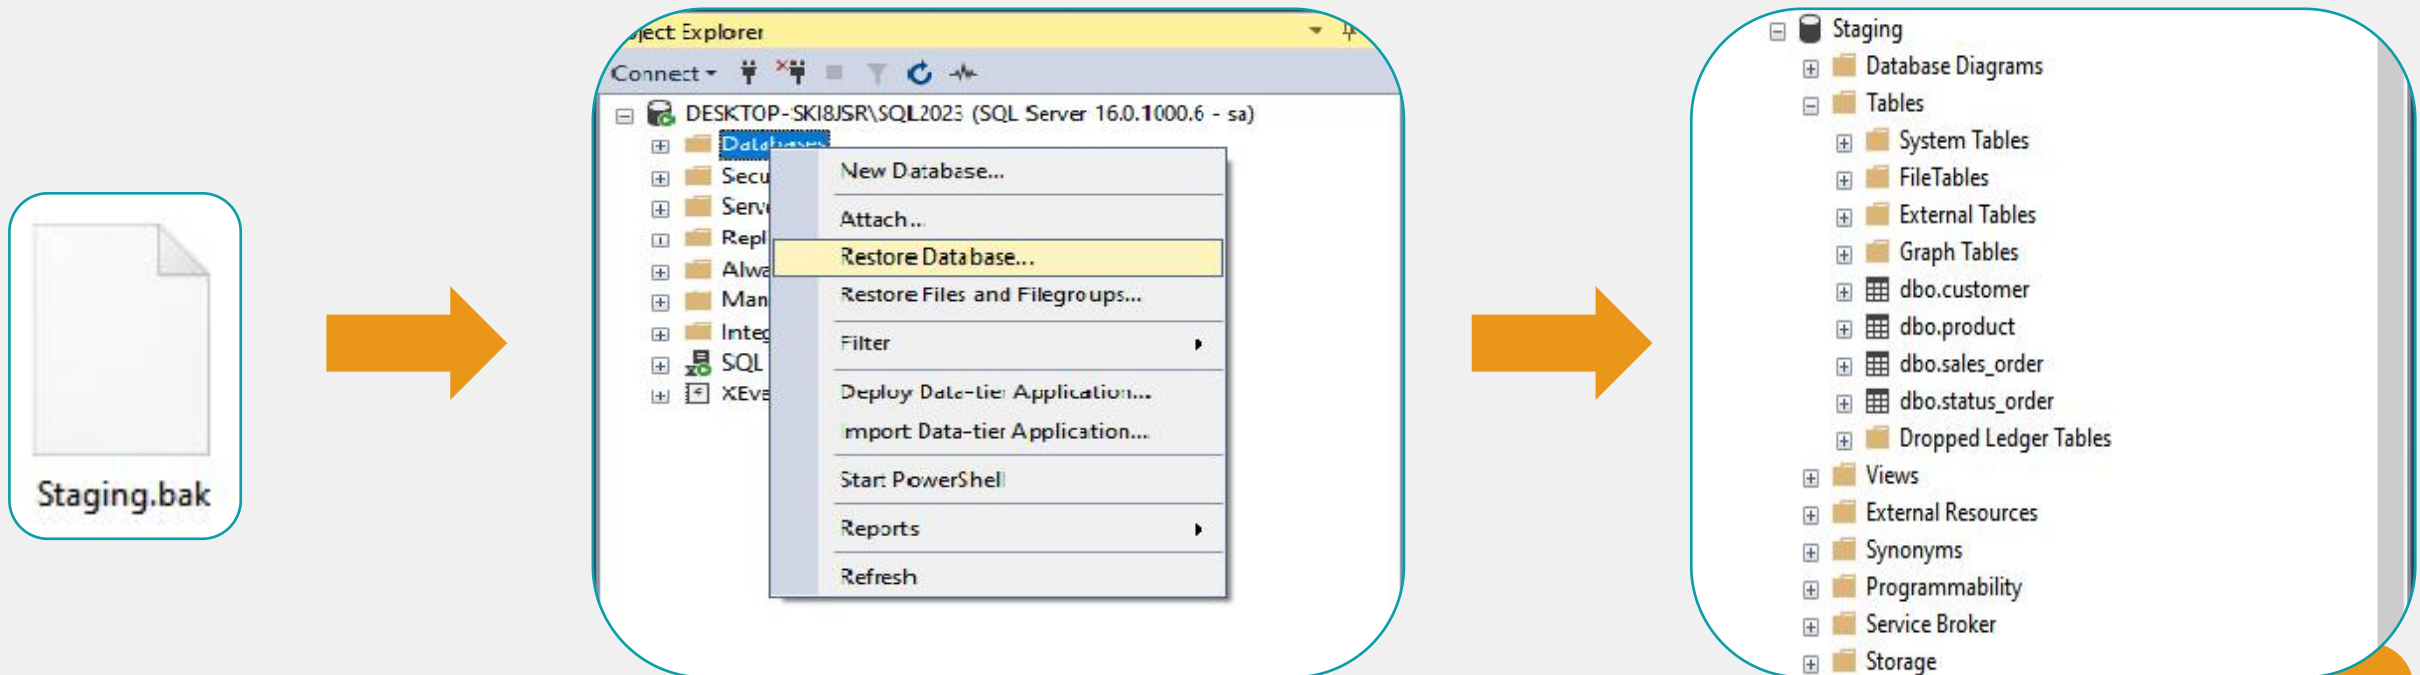 Staging.bak
ject Explorer
Connect
DESKTOP-SKI8JSR\SQL2023 (SQL Server 16.0.1000.6 - sa)
Databases
Secu
Serv
Repl
Alwa
Man
Integ
SQL
XEve
New Database...
Attach...
Restore Database...
Restore Files and Filegroups...
Filter
Deploy Data-tier Application...
Import Data-tier Application...
Start PowerShell
Reports
Refresh
Staging
Database Diagrams
Tables
System Tables
FileTables
External Tables
Graph Tables
dbo.customer
dbo.product
dbo.sales_order
dbo.status_order
Dropped Ledger Tables
Views
External Resources
Synonyms
Programmability
Service Broker
Storage